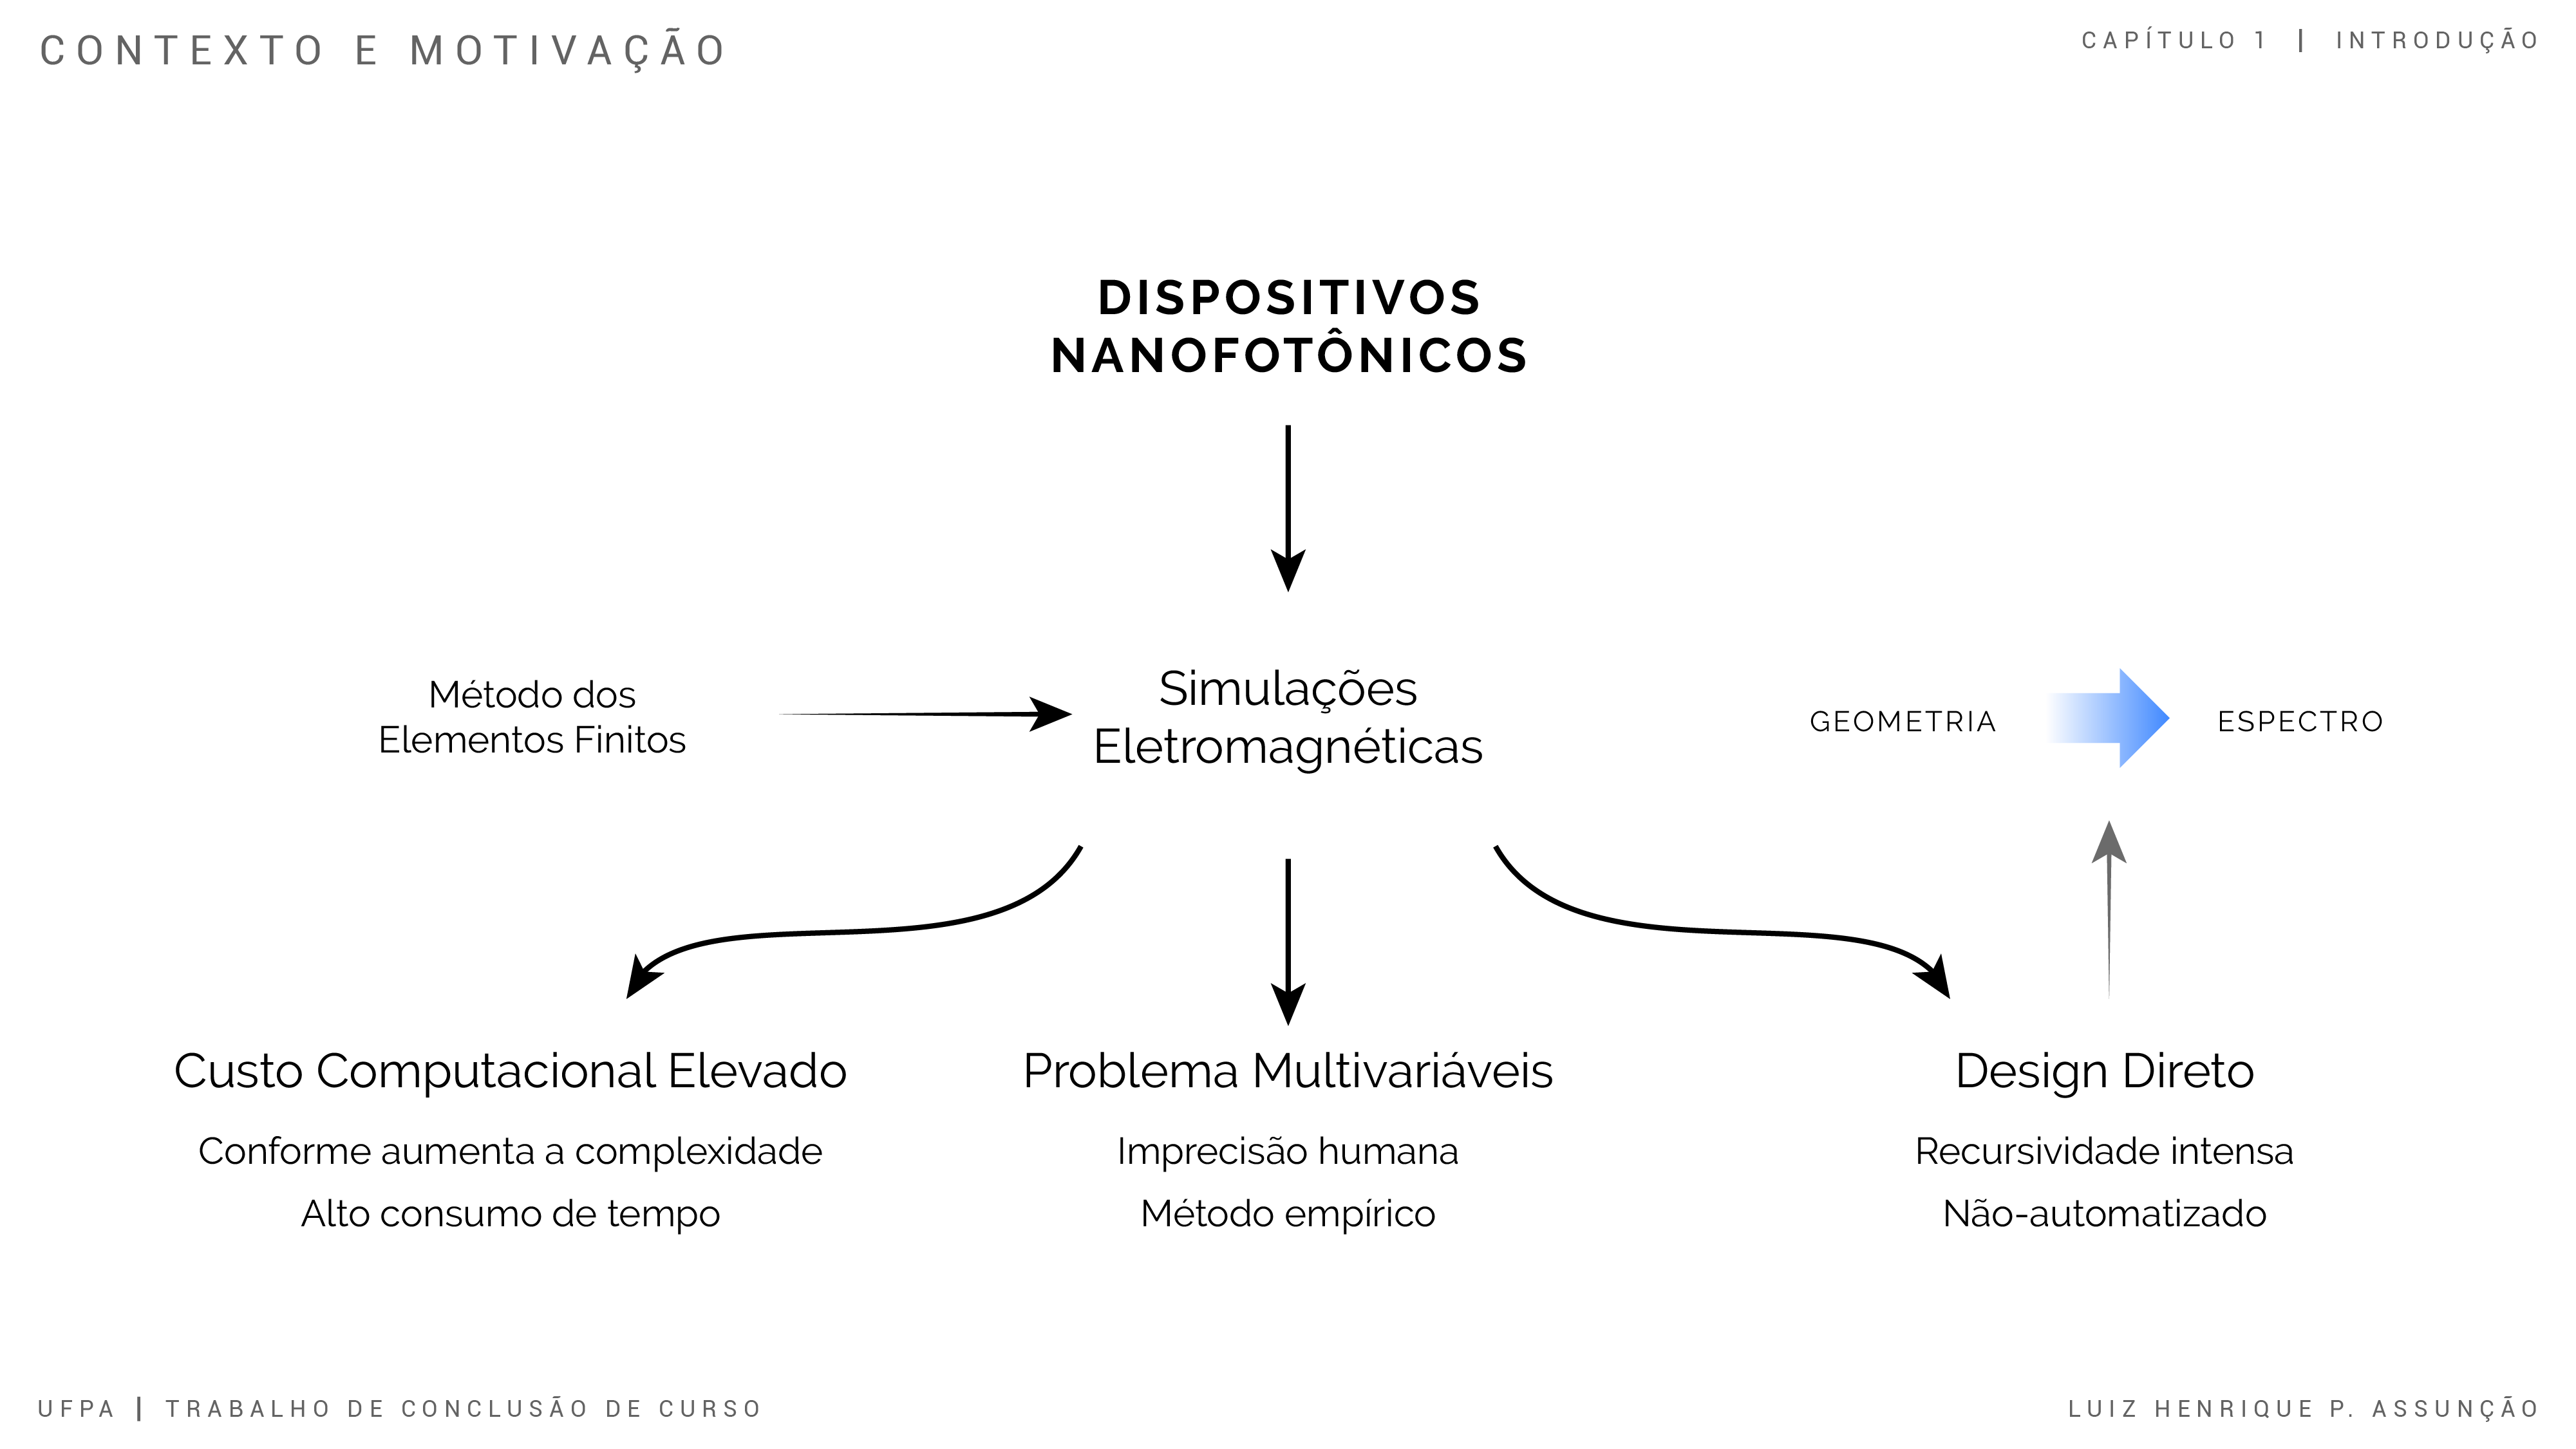 CONTEXTO E MOTIVAÇÃO
CAPÍTULO 1 | INTRODUÇÃO
DISPOSITIVOS
NANOFOTÔNICOS
Método dos
Elementos Finitos
Simulações
Eletromagnéticas
GEOMETRIA
ESPECTRO
Custo Computacional Elevado
Conforme aumenta a complexidade
Alto consumo de tempo
Problema Multivariáveis
Imprecisão humana
Método empírico
Design Direto
Recursividade intensa
Não-automatizado
UFPA | TRABALHO DE CONCLUSÃO DE CURSO
LUIZ HENRIQUE P. ASSUNÇÃO